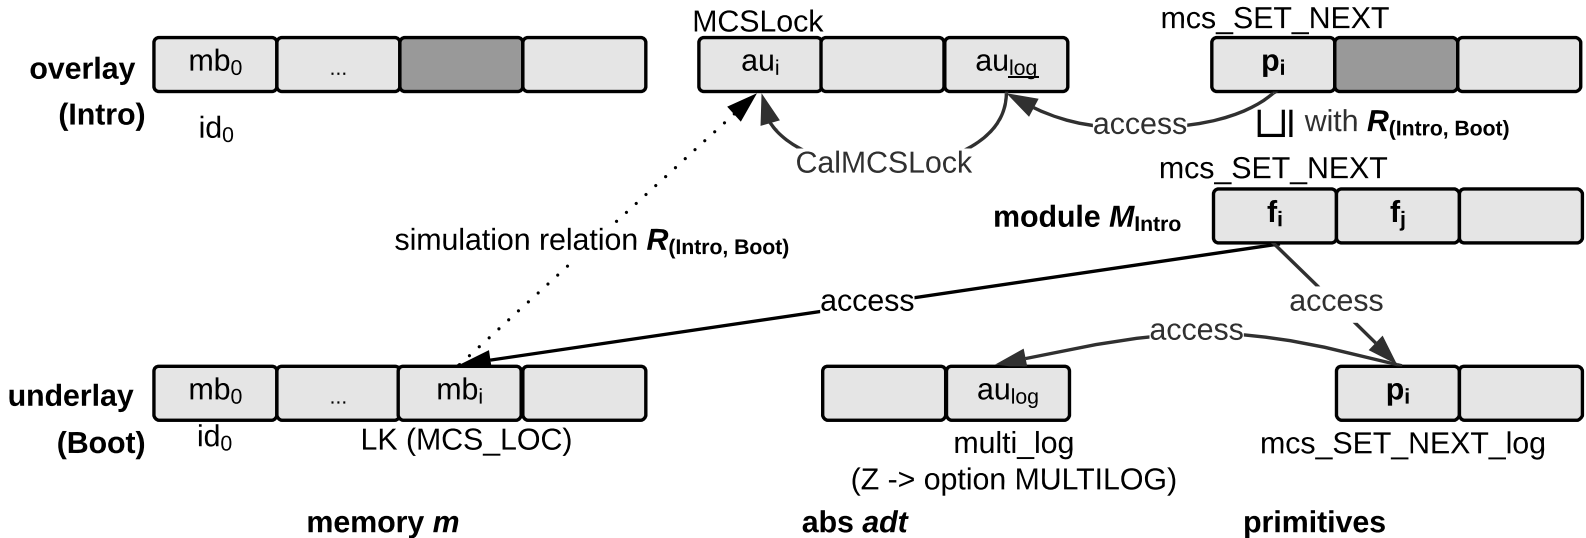 MCSLock
mcs_SET_NEXT
overlay
(Intro)
mb0
...
id0
aui
aulog
pi
access
with R(Intro, Boot)
CalMCSLock
mcs_SET_NEXT
module MIntro
fi
fj
simulation relation R(Intro, Boot)
access
access
access
underlay
(Boot)
mb0
...
mbi
id0
LK (MCS_LOC)
aulog
multi_log
(Z -> option MULTILOG)
pi
mcs_SET_NEXT_log
memory m
abs adt
primitives